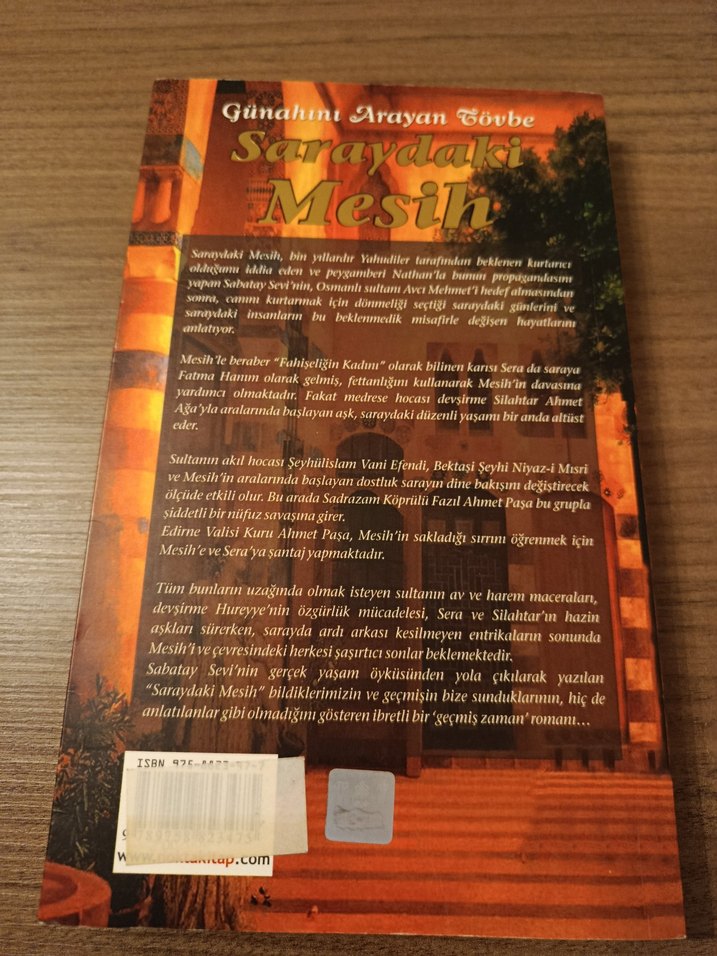 Günahını Arayan Tövbe
Saraydaki
Mesih
Saraydaki Mesih, bin yıllardır Yahudiler tarafından beklenen kurtarıcı
olduğunu iddia eden ve peygamberi Nathan'la bunun propagandasını
yapan Sabatay Sevi'nin, Osmanlı sultanı Avcı Mehmet'i hedef almasından
sonra, canını kurtarmak için dönmeliği seçtiği saraydaki günlerini ve
saraydaki insanların bu beklenmedik misafirle değişen hayatlarını
anlatıyor.
Mesih'le beraber "Fahişeliğin Kadını" olarak bilinen karısı Sera da saraya
Fatma Hanım olarak gelmiş, fettanlığını kullanarak Mesih'in davasına
yardımcı olmaktadır. Fakat medrese hocası devşirme Silahtar Ahmet
Ağa'yla aralarında başlayan aşk, saraydaki düzenli yaşamı bir anda altüst
eder.
Sultanın akıl hocası Şeyhülislam Vani Efendi, Bektaşi Şeyhi Niyaz-i Mısri
ve Mesih'in aralarında başlayan dostluk sarayın dine bakışını değiştirecek
ölçüde etkili olur. Bu arada Sadrazam Köprülü Fazıl Ahmet Paşa bu grupla
şiddetli bir nüfuz savaşına girer.
Edirne Valisi Kuru Ahmet Paşa, Mesih'in sakladığı sırrını öğrenmek için
Mesih'e ve Sera'ya şantaj yapmaktadır.
Tüm bunların uzağında olmak isteyen sultanın av ve harem maceraları,
devşirme Hureyye'nin özgürlük mücadelesi, Sera ve Silahtar'ın hazin
aşkları sürerken, sarayda ardı arkası kesilmeyen entrikaların sonunda
Mesih'i ve çevresindeki herkesi şaşırtıcı sonlar beklemektedir.
Sabatay Sevi'nin gerçek yaşam öyküsünden yola çıkılarak yazılan
"Saraydaki Mesih" bildiklerimizin ve geçmişin bize sunduklarının, hiç de
anlatılanlar gibi olmadığını gösteren ibretli bir 'geçmiş zaman' romanı...
ISBN